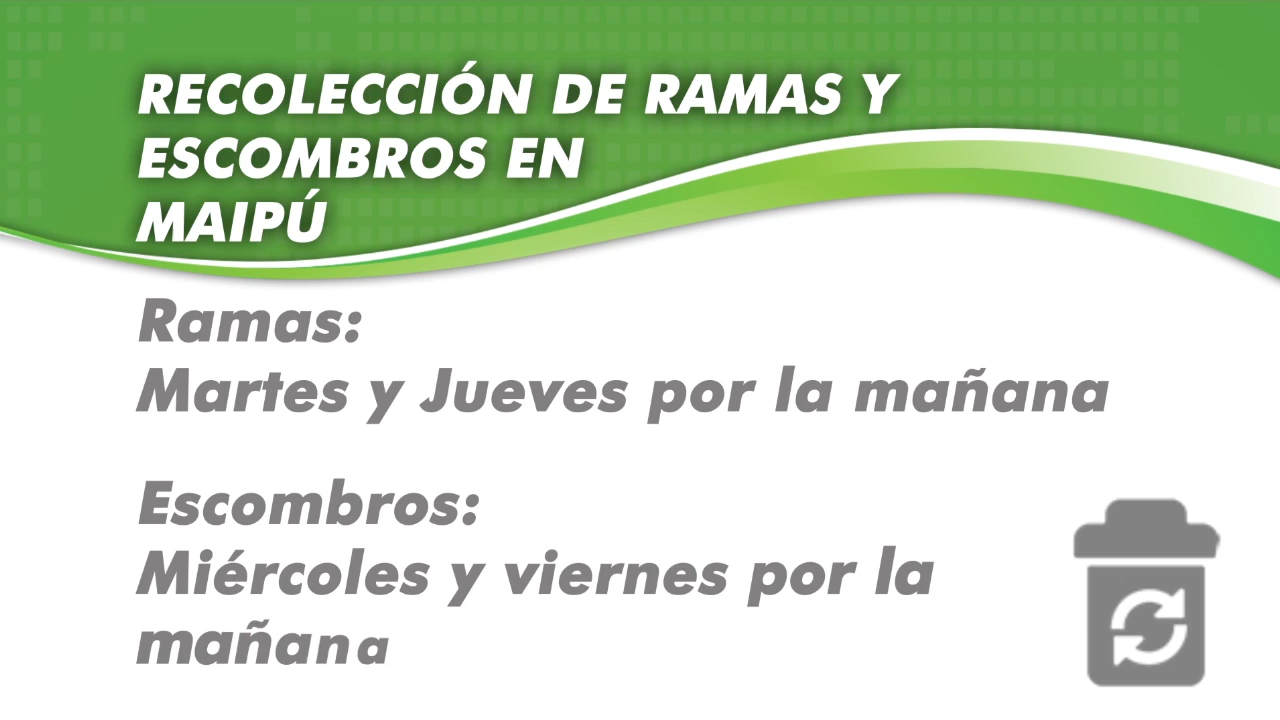 RECOLECCIÓN DE RAMAS Y
ESCOMBROS EN
MAIPÚ
Ramas:
Martes y Jueves por la mañana
Escombros:
Miércoles y viernes por la
mañana